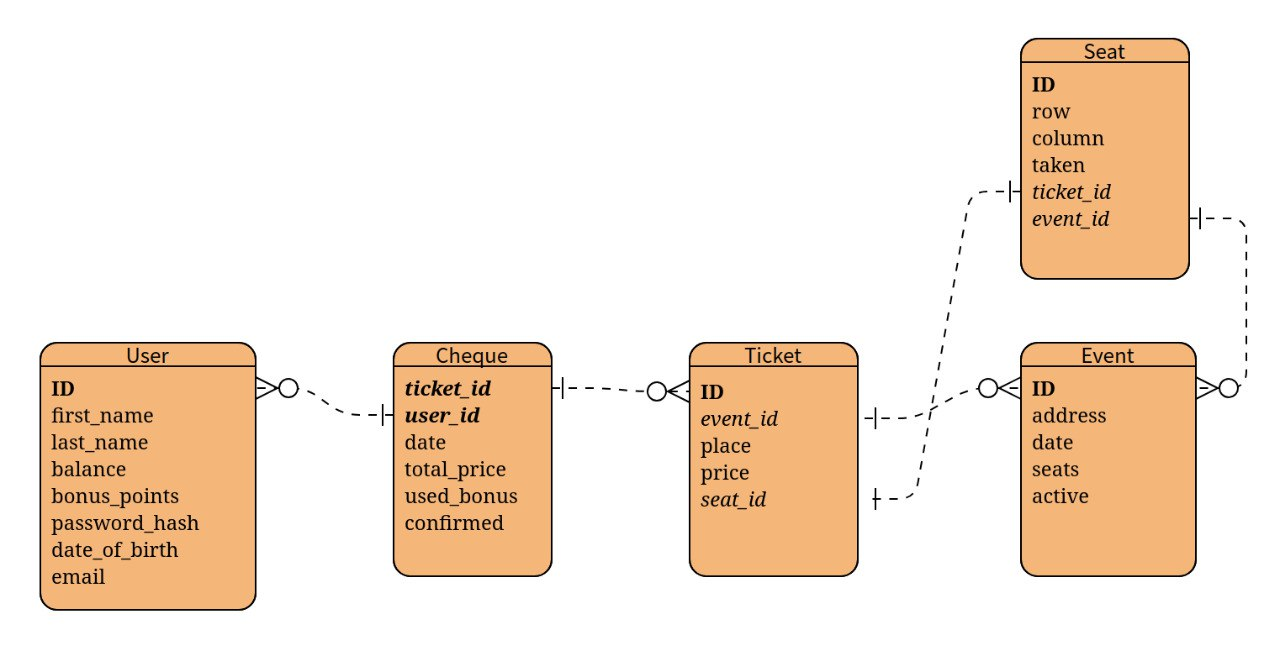 Seat
ID
row
column
taken
ticket_id
event_id
User
ID
first_name
last_name
balance
bonus_points
password_hash
date_of_birth
email
Cheque
ticket_id
user_id
date
total_price
used_bonus
confirmed
Ticket
ID
event_id
place
price
seat_id
Event
ID
address
date
seats
active